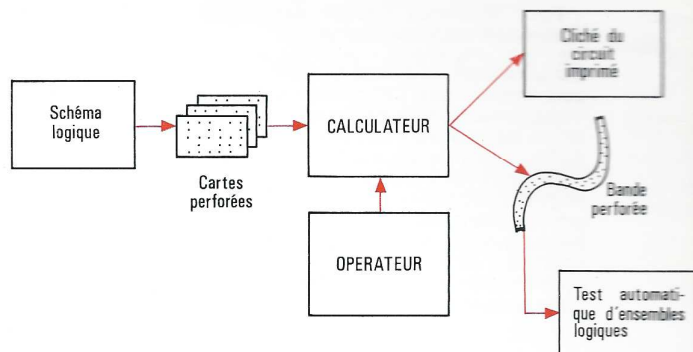 Schéma
logique
Cartes
perforées
CALCULATEUR
OPERATEUR
Cliché du
circuit
imprimé
Bande
perforée
Test automati-
que d'ensembles
logiques